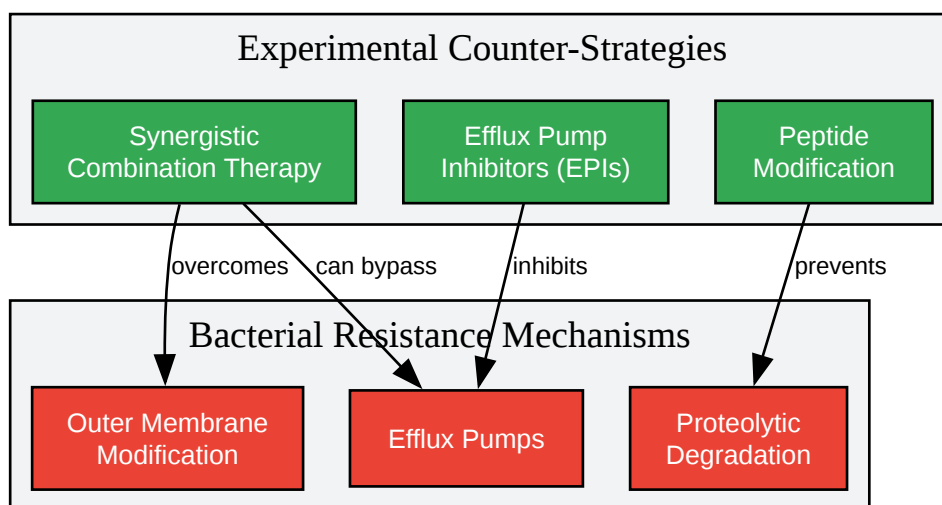 Experimental Counter-Strategies
Synergistic
Combination Therapy
Efflux Pump
Inhibitors (EPIs)
Peptide
Modification
overcomes
can bypass
inhibits
prevents
Bacterial Resistance Mechanisms
Outer Membrane
Modification
Efflux Pumps
Proteolytic
Degradation